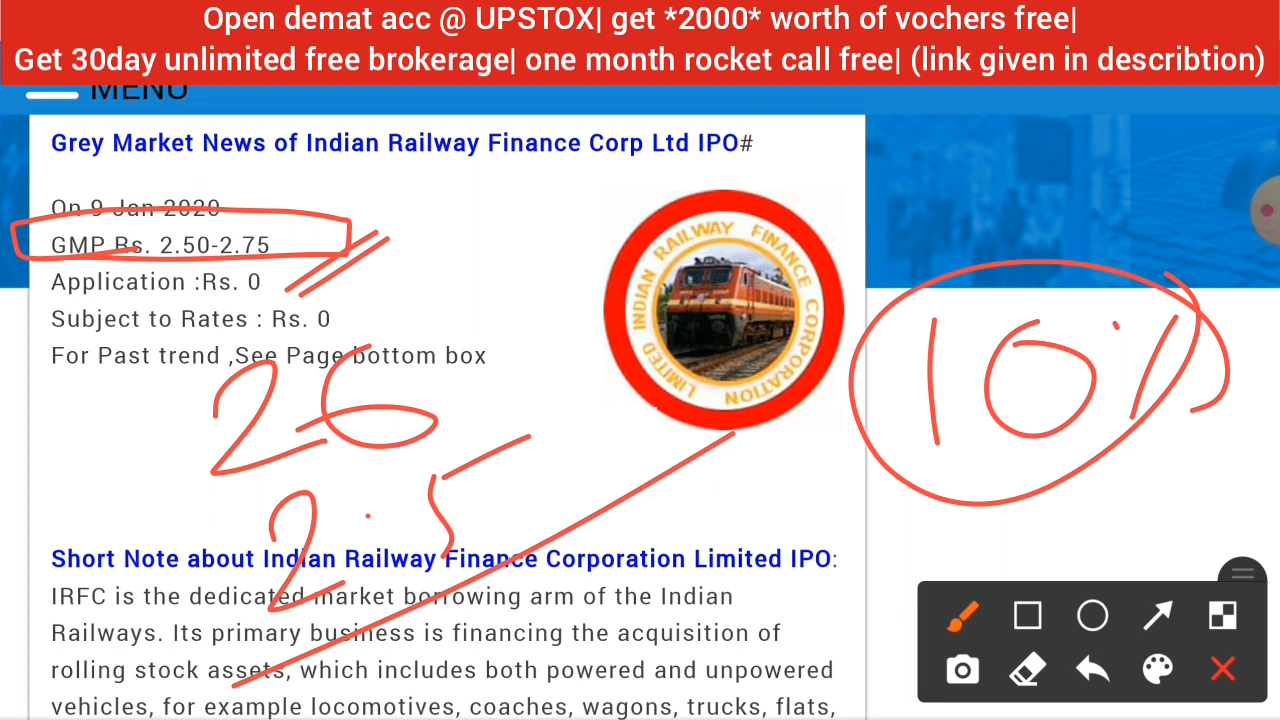 Open demat acc @ UPSTOX| get *2000* worth of vochers free|
Get 30day unlimited free brokerage| one month rocket call free| (link given in describtion)
MENU
Grey Market News of Indian Railway Finance Corp Ltd IPO#
On 9 Jan 2020
GMP Rs. 2.50-2.75
Application :Rs. 0
Subject to Rates : Rs. 0
For Past trend ,See Page bottom box
INDIAN RAILWAY FINANCE CORPORATION LIMITED
26
2.5
10%
Short Note about Indian Railway Finance Corporation Limited IPO:
IRFC is the dedicated market borrowing arm of the Indian
Railways. Its primary business is financing the acquisition of
rolling stock assets, which includes both powered and unpowered
vehicles, for example locomotives, coaches, wagons, trucks, flats,